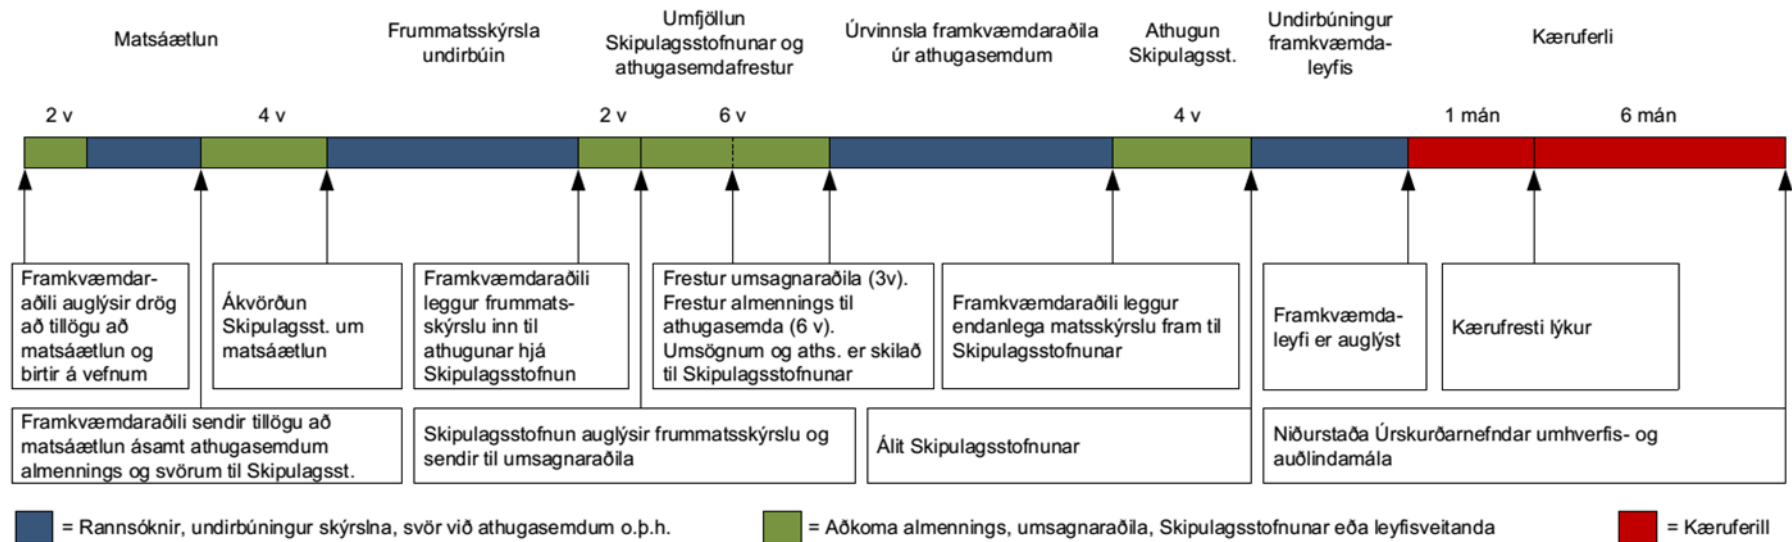 Matsáætlun
Frummatsskýrsla
undirbúin
Umfjöllun
Skipulagsstofnunar og
athugasemdafrestur
Úrvinnsla framkvæmdaraðila
úr athugasemdum
Athugun
Skipulagsst.
Undirbúningur
framkvæmda-
leyfis
Kæruferli
2 v
4 v
2 v
6 v
4 v
1 mán
6 mán
Framkvæmdar-
aðili auglýsir drög
að tillögu að
matsáætlun og
birtir á vefnum
Ákvörðun
Skipulagsst. um
matsáætlun
Framkvæmdaraðili
leggur frummats-
skýrslu inn til
athugunar hjá
Skipulagsstofnun
Frestur umsagnaraðila (3v).
Frestur almennings til
athugasemda (6 v).
Umsögnum og aths. er skilað
til Skipulagsstofnunar
Framkvæmdaraðili leggur
endanlega matsskýrslu fram til
Skipulagsstofnunar
Framkvæmda-
leyfi er auglýst
Kærufresti lýkur
Framkvæmdaraðili sendir tillögu að
matsáætlun ásamt athugasemdum
almennings og svörum til Skipulagsst.
Skipulagsstofnun auglýsir frummatsskýrslu og
sendir til umsagnaraðila
Álit Skipulagsstofnunar
Niðurstaða Úrskurðarnefndar umhverfis- og
auðlindamála
= Rannsóknir, undirbúningur skýrslna, svör við athugasemdum o.þ.h.
= Aðkoma almennings, umsagnaraðila, Skipulagsstofnunar eða leyfisveitanda
= Kæruferill